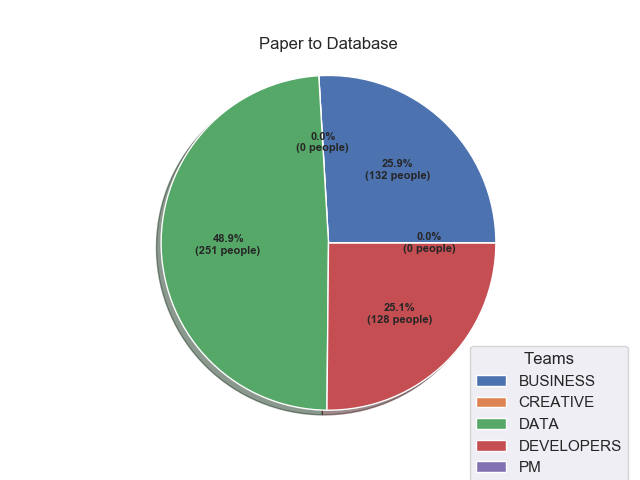 Paper to Database
0.0%
(0 people)
25.9%
(132 people)
48.9%
(251 people)
0.0%
(0 people)
25.1%
(128 people)
Teams
BUSINESS
CREATIVE
DATA
DEVELOPERS
PM